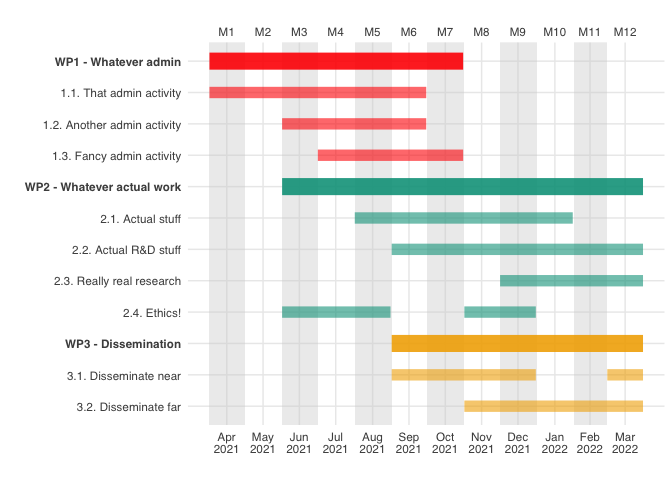 M1 M2 M3 M4 M5 M6 M7 M8 M9 M10 M11 M12
WP1 - Whatever admin
1.1. That admin activity
1.2. Another admin activity
1.3. Fancy admin activity
WP2 - Whatever actual work
2.1. Actual stuff
2.2. Actual R&D stuff
2.3. Really real research
2.4. Ethics!
WP3 - Dissemination
3.1. Disseminate near
3.2. Disseminate far
Apr May Jun Jul Aug Sep Oct Nov Dec Jan Feb Mar
2021 2021 2021 2021 2021 2021 2021 2021 2021 2022 2022 2022